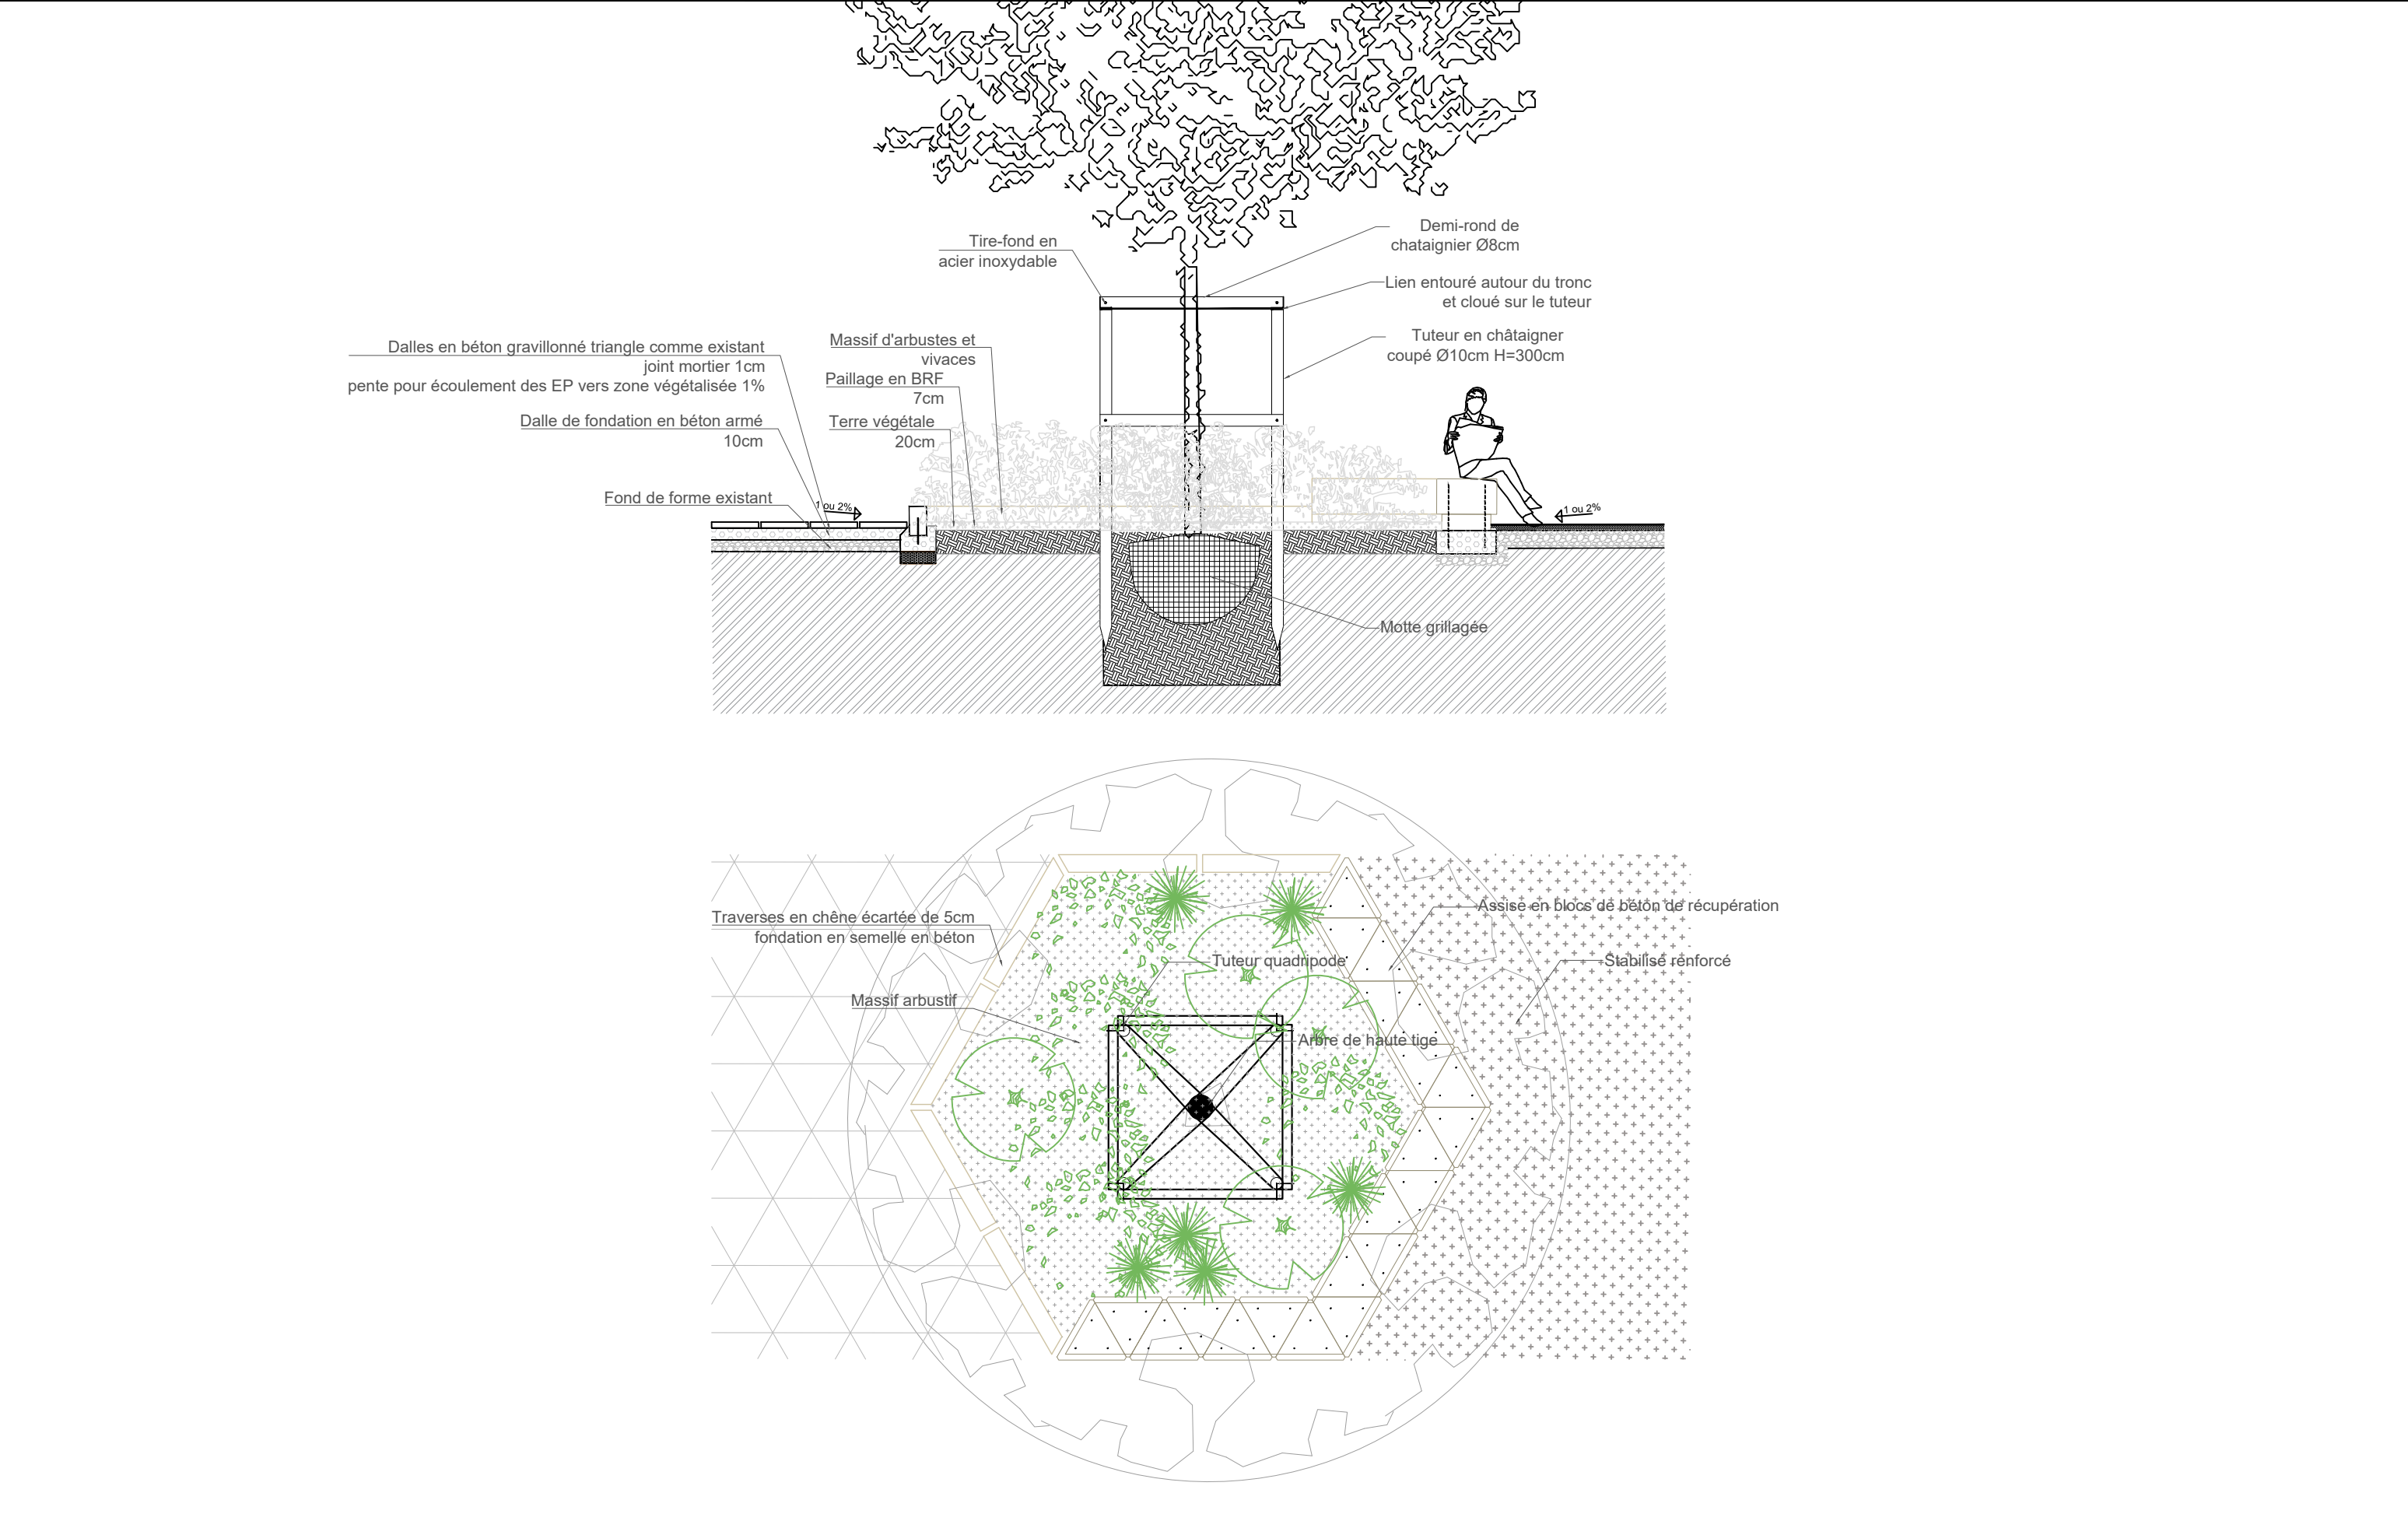 Demi-rond de
chataignier Ø8cm
Tire-fond en
acier inoxydable
Lien entouré autour du tronc
et cloué sur le tuteur
Tuteur en châtaigner
coupé Ø10cm H=300cm
Dalles en béton gravillonné triangle comme existant
joint mortier 1cm
pente pour écoulement des EP vers zone végétalisée 1%
Massif d'arbustes et
vivaces
Paillage en BRF
7cm
Dalle de fondation en béton armé
10cm
Terre végétale
20cm
Fond de forme existant
1 ou 2%
1 ou 2%
Motte grillagée
Traverses en chêne écartée de 5cm
fondation en semelle en béton
Assise en blocs de béton de récupération
Tuteur quadripode
Stabilisé renforcé
Massif arbustif
Arbre de haute tige